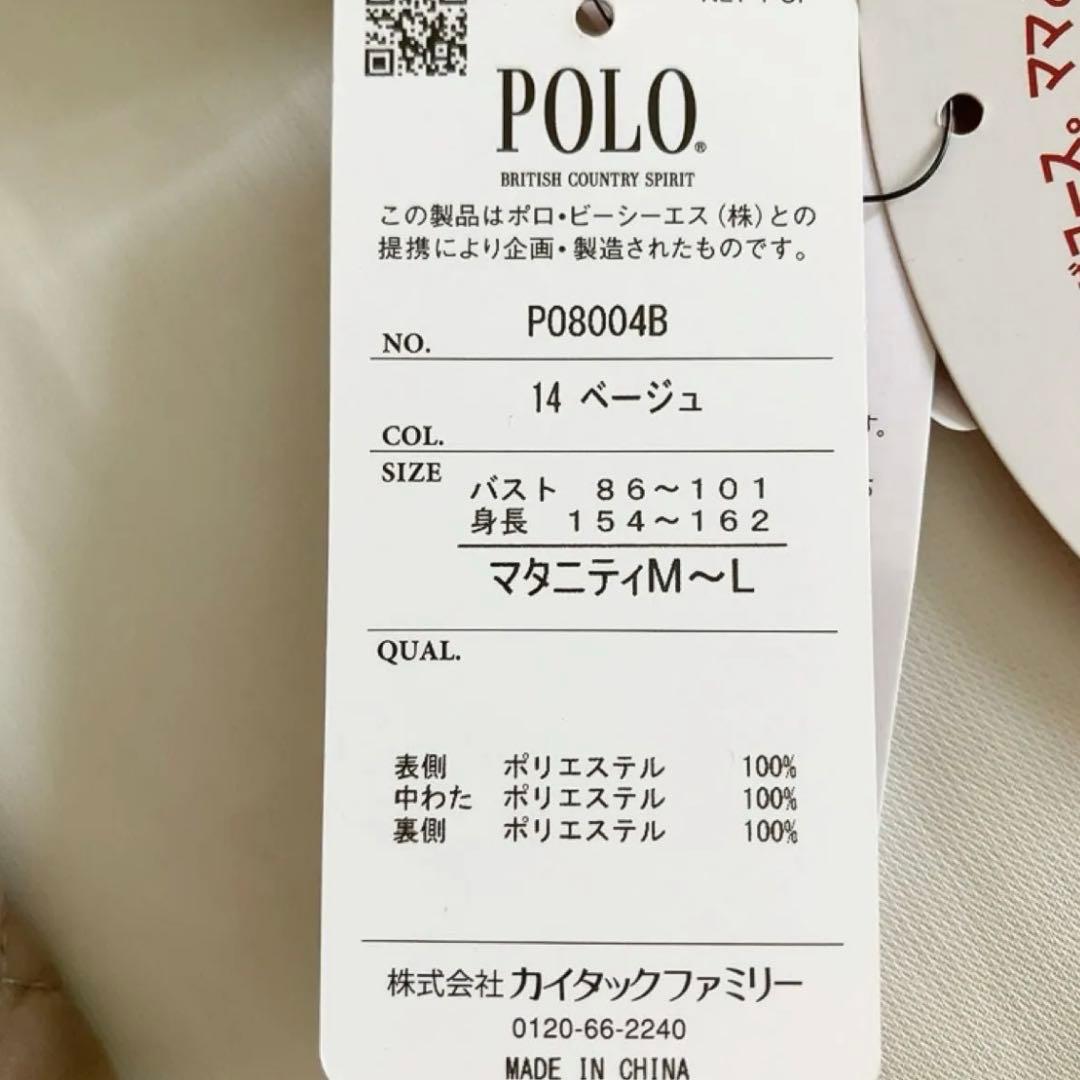 POLO®
BRITISH COUNTRY SPIRIT
この製品はポロ・ビーシーエス(株)との
提携により企画・製造されたものです。
NO. P08004B
COL. 14 ベージュ
SIZE
バスト 86〜101
身長 154〜162
マタニティM〜L
QUAL.
表側 ポリエステル 100%
中わた ポリエステル 100%
裏側 ポリエステル 100%
株式会社カイタックファミリー
0120-66-2240
MADE IN CHINA
す。